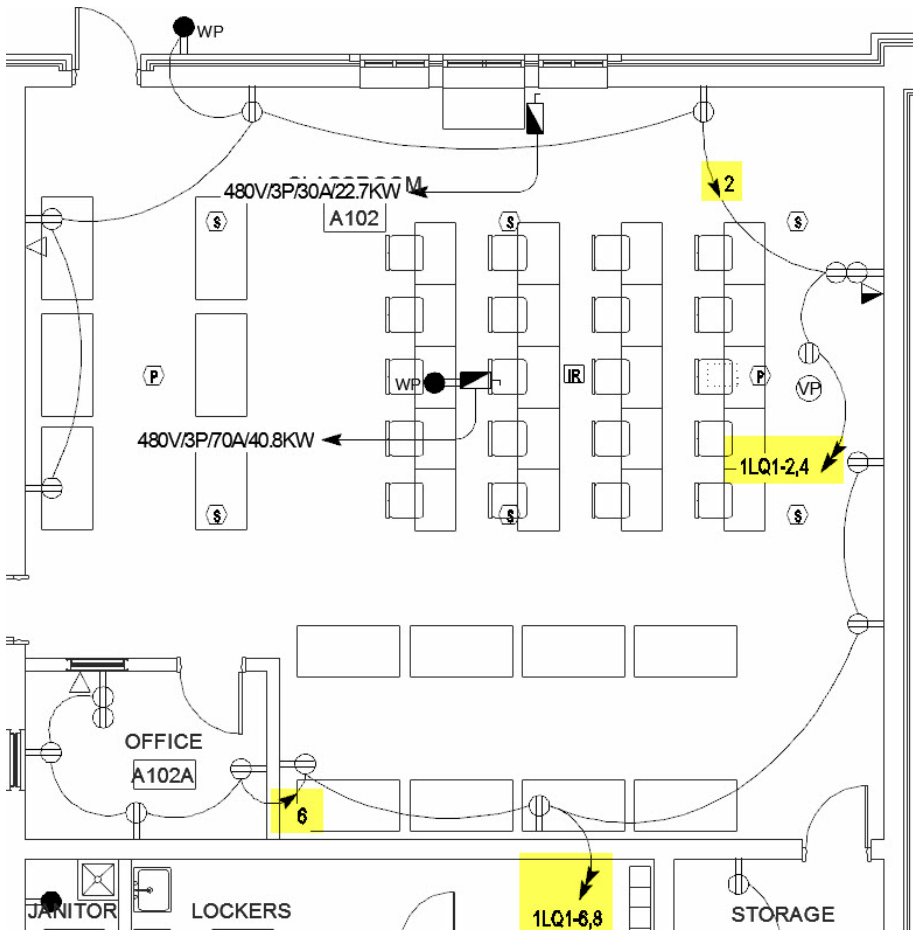 WP
2
CLASSROOM
480V/3P/30A/22.7KW
A102
S
S
S
P
WP
IR
P
VP
480V/3P/70A/40.8KW
1LQ1-2,4
S
S
S
OFFICE
A102A
6
JANITOR
LOCKERS
1LQ1-6,8
STORAGE